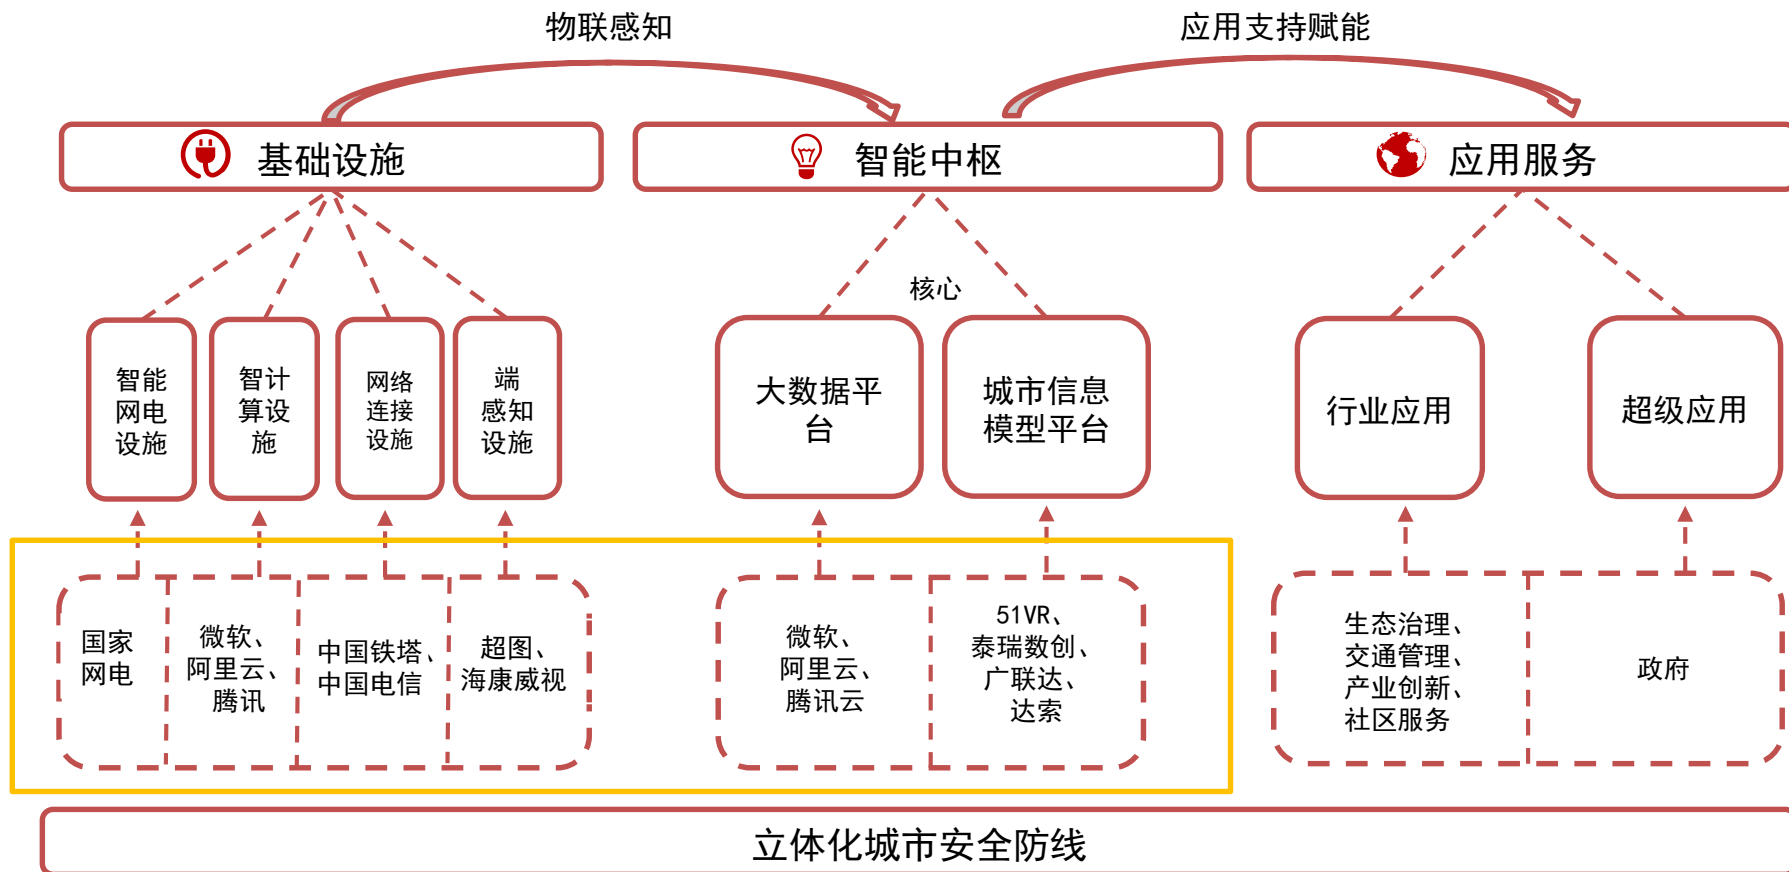 物联感知
应用支持赋能
基础设施
智能中枢
应用服务
核心
智能
网电
设施
智计
算设
施
网络
连接
设施
端
感知
设施
大数据平
台
城市信息
模型平台
行业应用
超级应用
国家
网电
微软、
阿里云、
腾讯
中国铁塔、
中国电信
超图、
海康威视
微软、
阿里云、
腾讯云
51VR、
泰瑞数创、
广联达、
达索
生态治理、
交通管理、
产业创新、
社区服务
政府
立体化城市安全防线